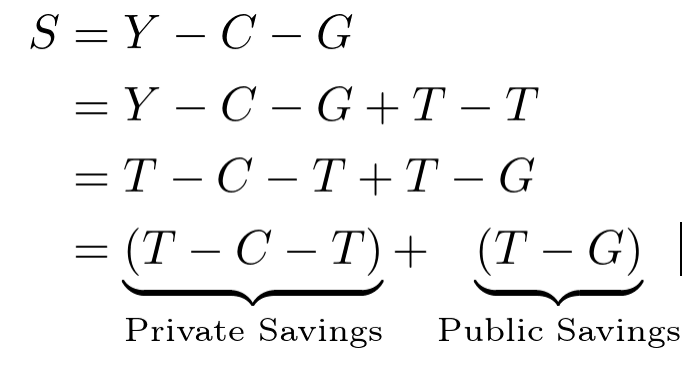 S = Y − C − G
= Y − C − G + T − T
= T − C − T + T − G
= (T − C − T) + (T − G)
Private Savings Public Savings